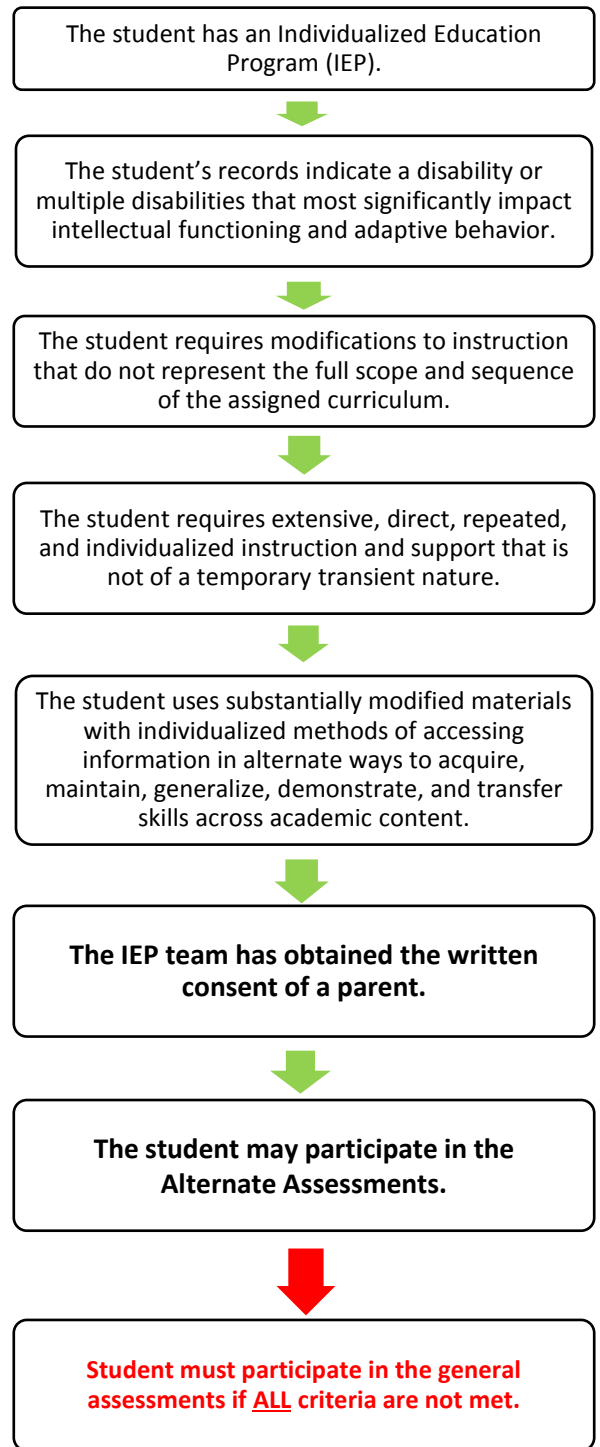 The student has an Individualized Education
Program (IEP).
The student’s records indicate a disability or
multiple disabilities that most significantly impact
intellectual functioning and adaptive behavior.
The student requires modifications to instruction
that do not represent the full scope and sequence
of the assigned curriculum.
The student requires extensive, direct, repeated,
and individualized instruction and support that is
not of a temporary transient nature.
The student uses substantially modified materials
with individualized methods of accessing
information in alternate ways to acquire,
maintain, generalize, demonstrate, and transfer
skills across academic content.
The IEP team has obtained the written
consent of a parent.
The student may participate in the
Alternate Assessments.
Student must participate in the general
assessments if ALL criteria are not met.